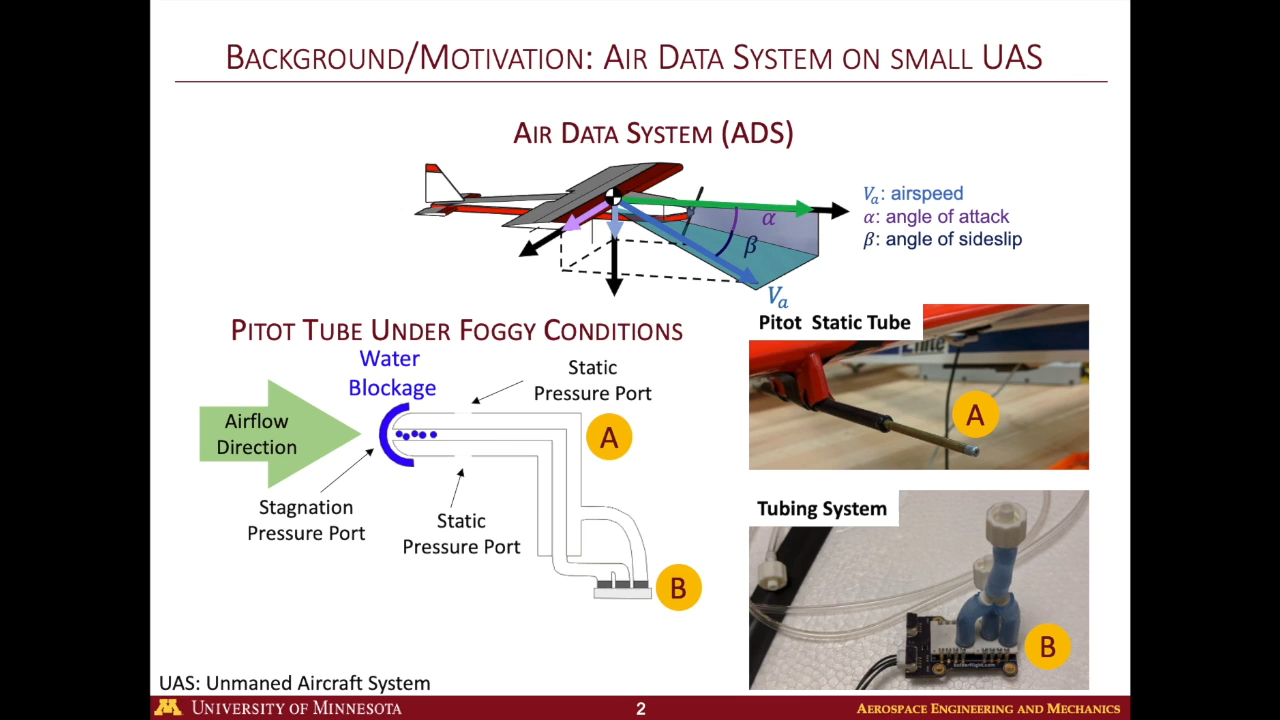 BACKGROUND/MOTIVATION: AIR DATA SYSTEM ON SMALL UAS
AIR DATA SYSTEM (ADS)
Va: airspeed
α: angle of attack
β: angle of sideslip
α
β
Va
PITOT TUBE UNDER FOGGY CONDITIONS
Water
Blockage
Static
Pressure Port
Airflow
Direction
A
Stagnation
Pressure Port
Static
Pressure Port
B
Pitot Static Tube
A
Tubing System
B
UAS: Unmaned Aircraft System
M UNIVERSITY OF MINNESOTA
2
AEROSPACE ENGINEERING AND MECHANICS